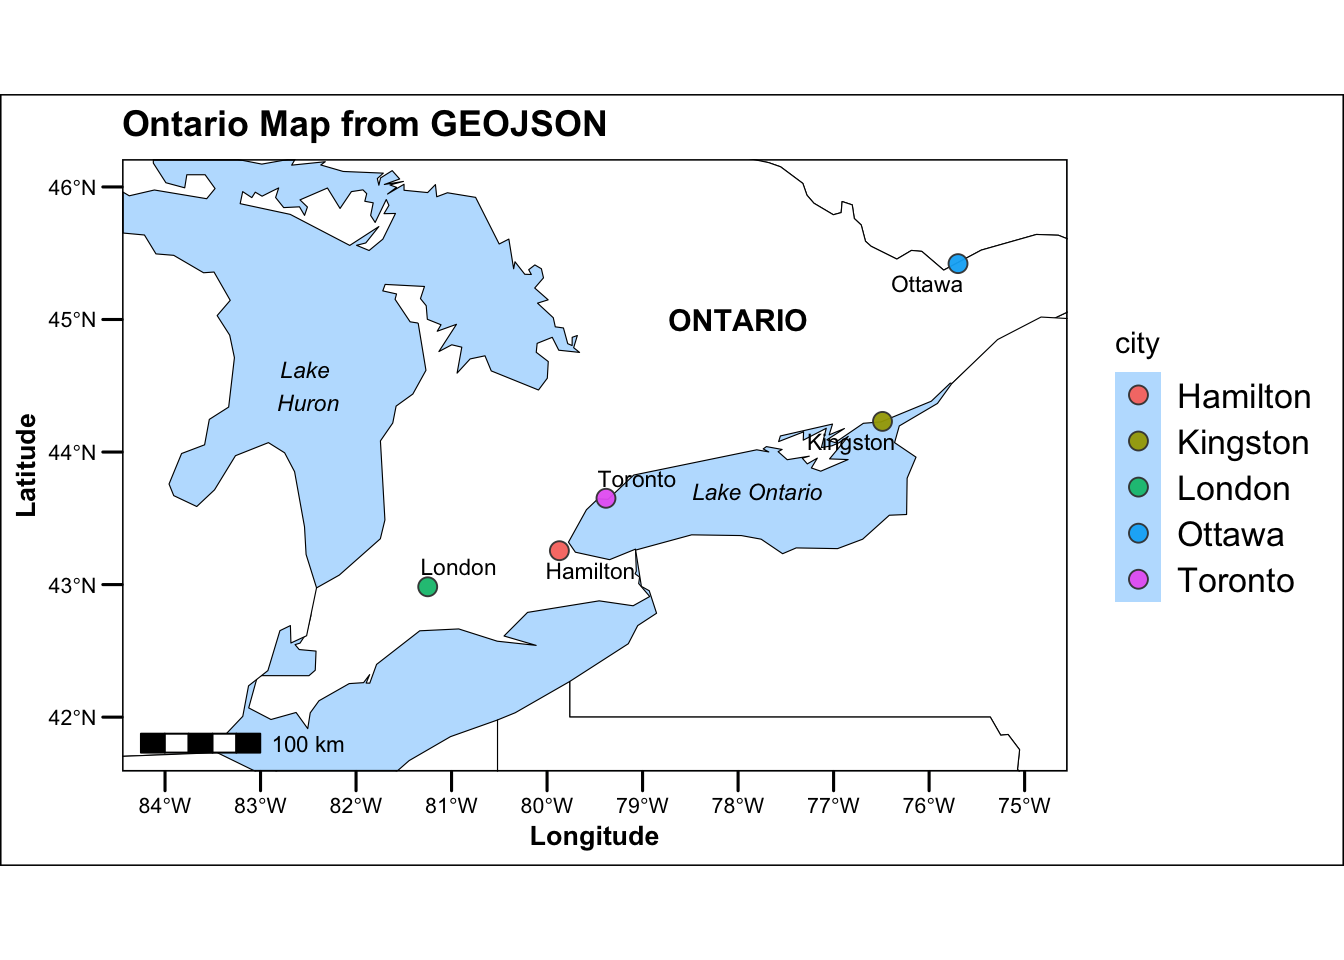 Ontario Map from GEOJSON
46°N
45°N
44°N
43°N
42°N
Latitude
Ottawa
ONTARIO
Lake
Huron
Kingston
Toronto
Lake Ontario
London
Hamilton
100 km
84°W
83°W
82°W
81°W
80°W
79°W
78°W
77°W
76°W
75°W
Longitude
city
Hamilton
Kingston
London
Ottawa
Toronto